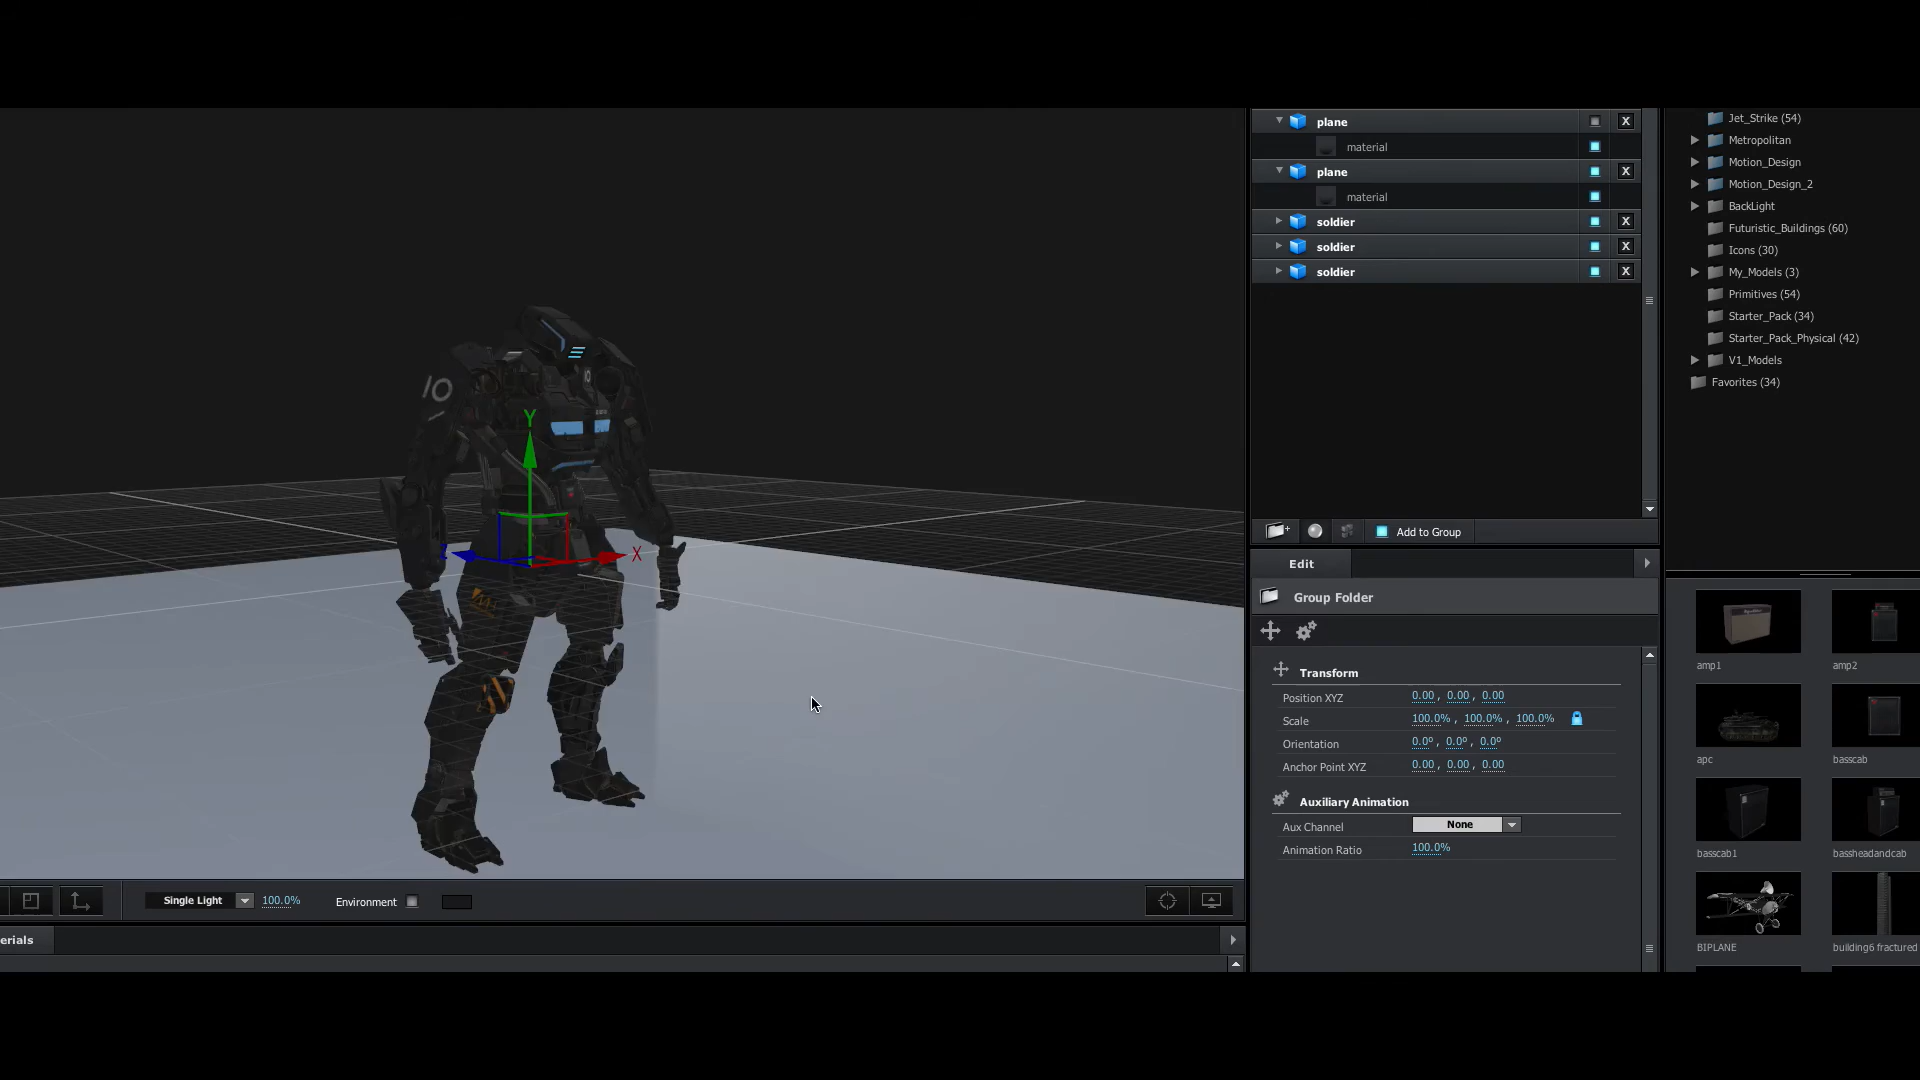 plane
X
material
plane
X
material
soldier
X
soldier
X
soldier
X
Add to Group
Edit
Group Folder
Transform
Position XYZ 0.00, 0.00, 0.00
Scale 100.0%, 100.0%, 100.0%
Orientation 0.0°, 0.0°, 0.0°
Anchor Point XYZ 0.00, 0.00, 0.00
Auxiliary Animation
Aux Channel None
Animation Ratio 100.0%
Jet_Strike (54)
Metropolitan
Motion_Design
Motion_Design_2
BackLight
Futuristic_Buildings (60)
Icons (30)
My_Models (3)
Primitives (54)
Starter_Pack (34)
Starter_Pack_Physical (42)
V1_Models
Favorites (34)
amp1 amp2
apc basscab
basscab1 bassheadandcab
BIPLANE building6 fractured
10
Y
Z X
Single Light 100.0% Environment
erials